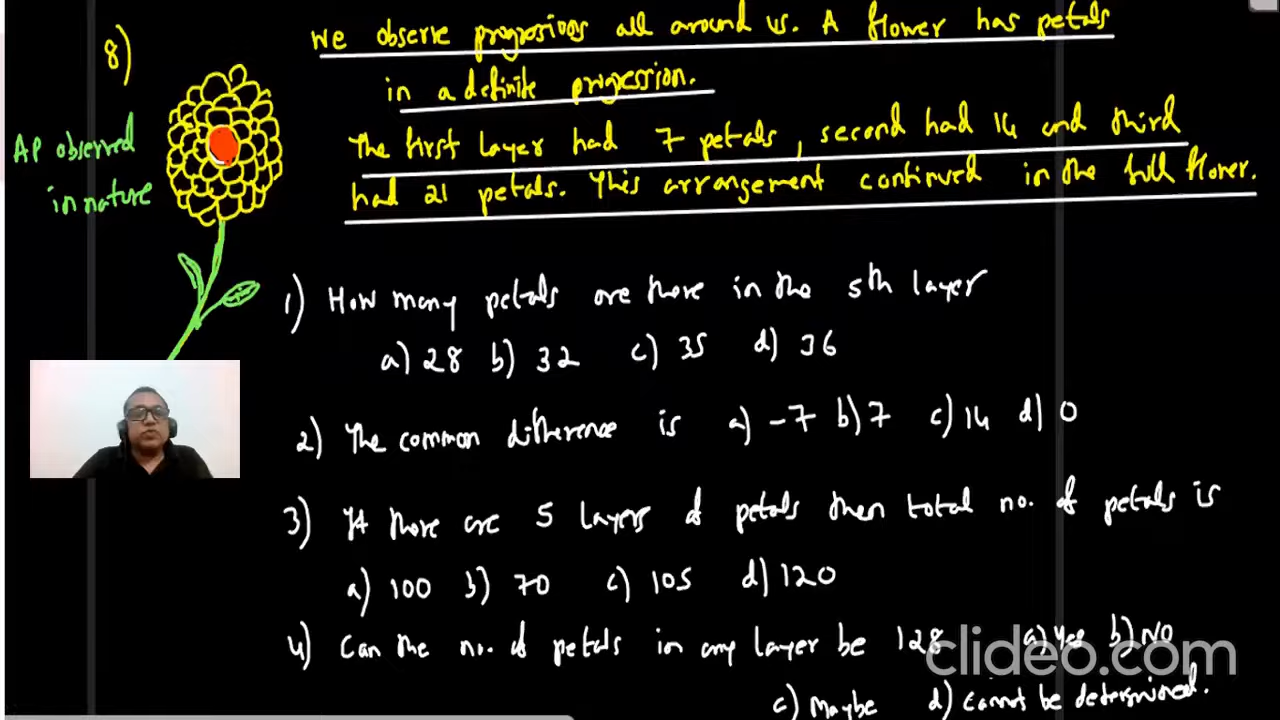 8)
We observe progressions all around us. A flower has petals
in a definite progression.
AP observed
in nature
The first layer had 7 petals, second had 14 and third
had 21 petals. This arrangement continued in the full flower.
1) How many petals are there in the 5th layer
a) 28 b) 32 c) 35 d) 36
2) The common difference is a) -7 b) 7 c) 14 d) 0
3) If there are 5 layers of petals then total no. of petals is
a) 100 b) 70 c) 105 d) 120
4) Can the no. of petals in any layer be 128 a) Yes b) NO
c) Maybe d) cannot be determined.
clideo.com